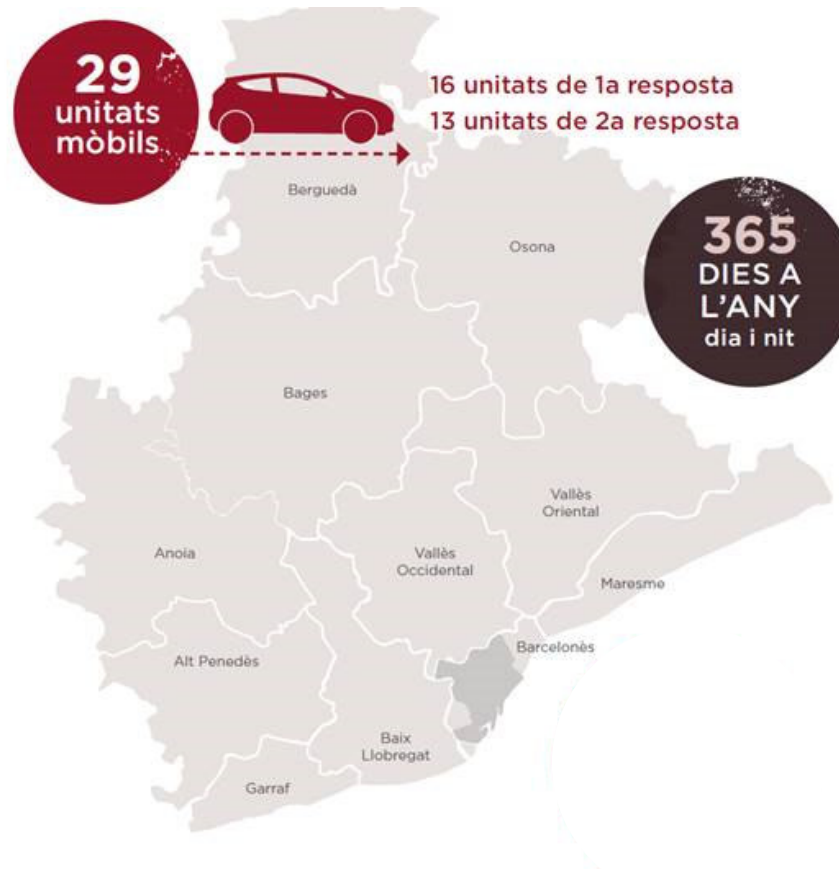 29
unitats
mòbils
16 unitats de 1a resposta
13 unitats de 2a resposta
Berguedà
Osona
365
DIES A
L'ANY
dia i nit
Bages
Vallès
Oriental
Anoia
Vallès
Occidental
Maresme
Barcelonès
Alt Penedès
Baix
Llobregat
Garraf